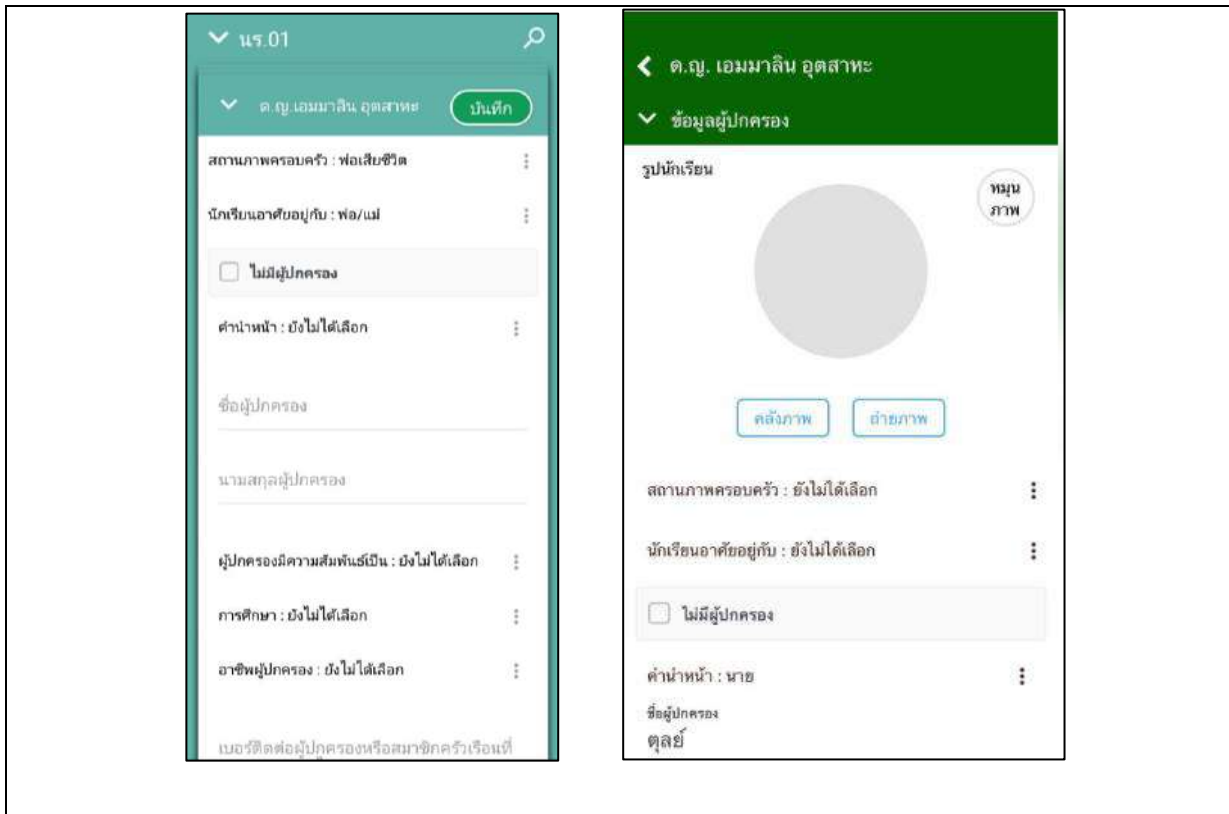 นร.01
ด.ญ.เอมมาลิน อุตสาหะ
บันทึก
สถานภาพครอบครัว : พ่อเสียชีวิต
นักเรียนอาศัยอยู่กับ : พ่อ/แม่
ไม่มีผู้ปกครอง
คำนำหน้า : ยังไม่ได้เลือก
ชื่อผู้ปกครอง
นามสกุลผู้ปกครอง
ผู้ปกครองมีความสัมพันธ์เป็น : ยังไม่ได้เลือก
การศึกษา : ยังไม่ได้เลือก
อาชีพผู้ปกครอง : ยังไม่ได้เลือก
เบอร์ติดต่อผู้ปกครองหรือสมาชิกครัวเรือนที่
ด.ญ. เอมมาลิน อุตสาหะ
ข้อมูลผู้ปกครอง
รูปนักเรียน
หมุน
ภาพ
คลังภาพ
ถ่ายภาพ
สถานภาพครอบครัว : ยังไม่ได้เลือก
นักเรียนอาศัยอยู่กับ : ยังไม่ได้เลือก
ไม่มีผู้ปกครอง
คำนำหน้า : นาย
ชื่อผู้ปกครอง
ตุลย์